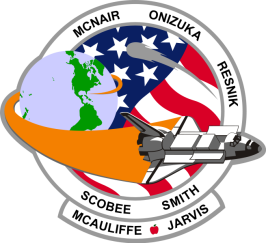 MCNAIR ONIZUKA RESNIK
SCOBEE SMITH
MCAULIFFE JARVIS